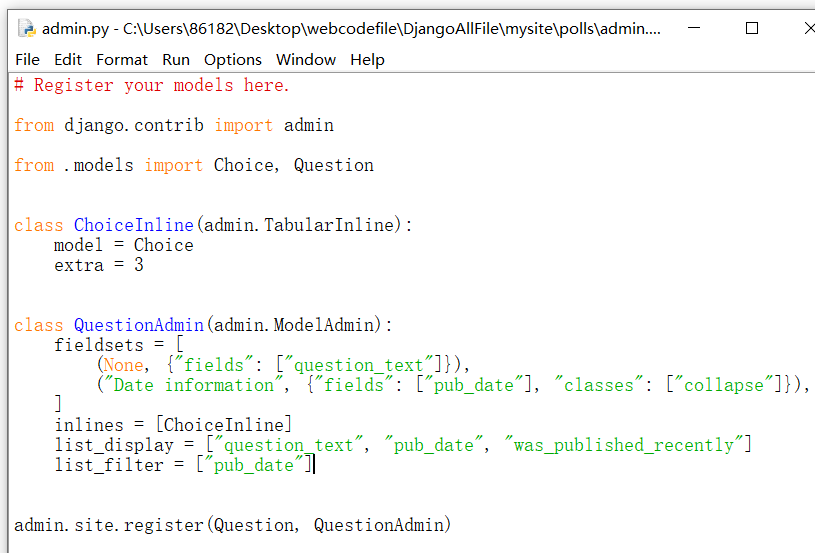 admin.py - C:\Users\86182\Desktop\webcodefile\DjangoAllFile\mysite\polls\admin....
File Edit Format Run Options Window Help
# Register your models here.
from django.contrib import admin
from .models import Choice, Question
class ChoiceInline(admin.TabularInline):
    model = Choice
    extra = 3
class QuestionAdmin(admin.ModelAdmin):
    fieldsets = [
        (None, {"fields": ["question_text"]}),
        ("Date information", {"fields": ["pub_date"], "classes": ["collapse"]}),
    ]
    inlines = [ChoiceInline]
    list_display = ["question_text", "pub_date", "was_published_recently"]
    list_filter = ["pub_date"]
admin.site.register(Question, QuestionAdmin)